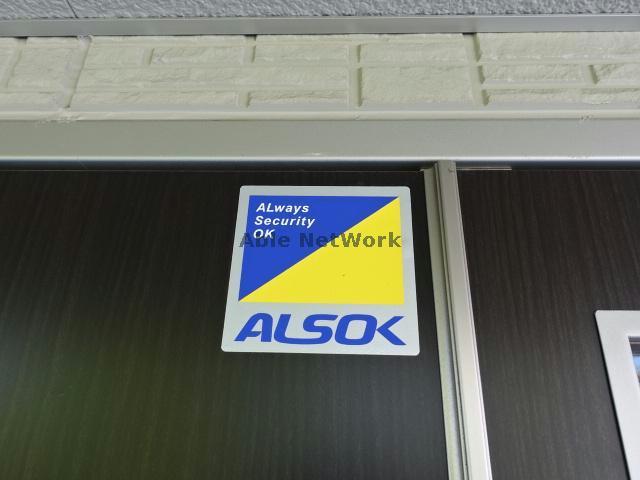 ALways
Security
OK
Able NetWork
ALSOK